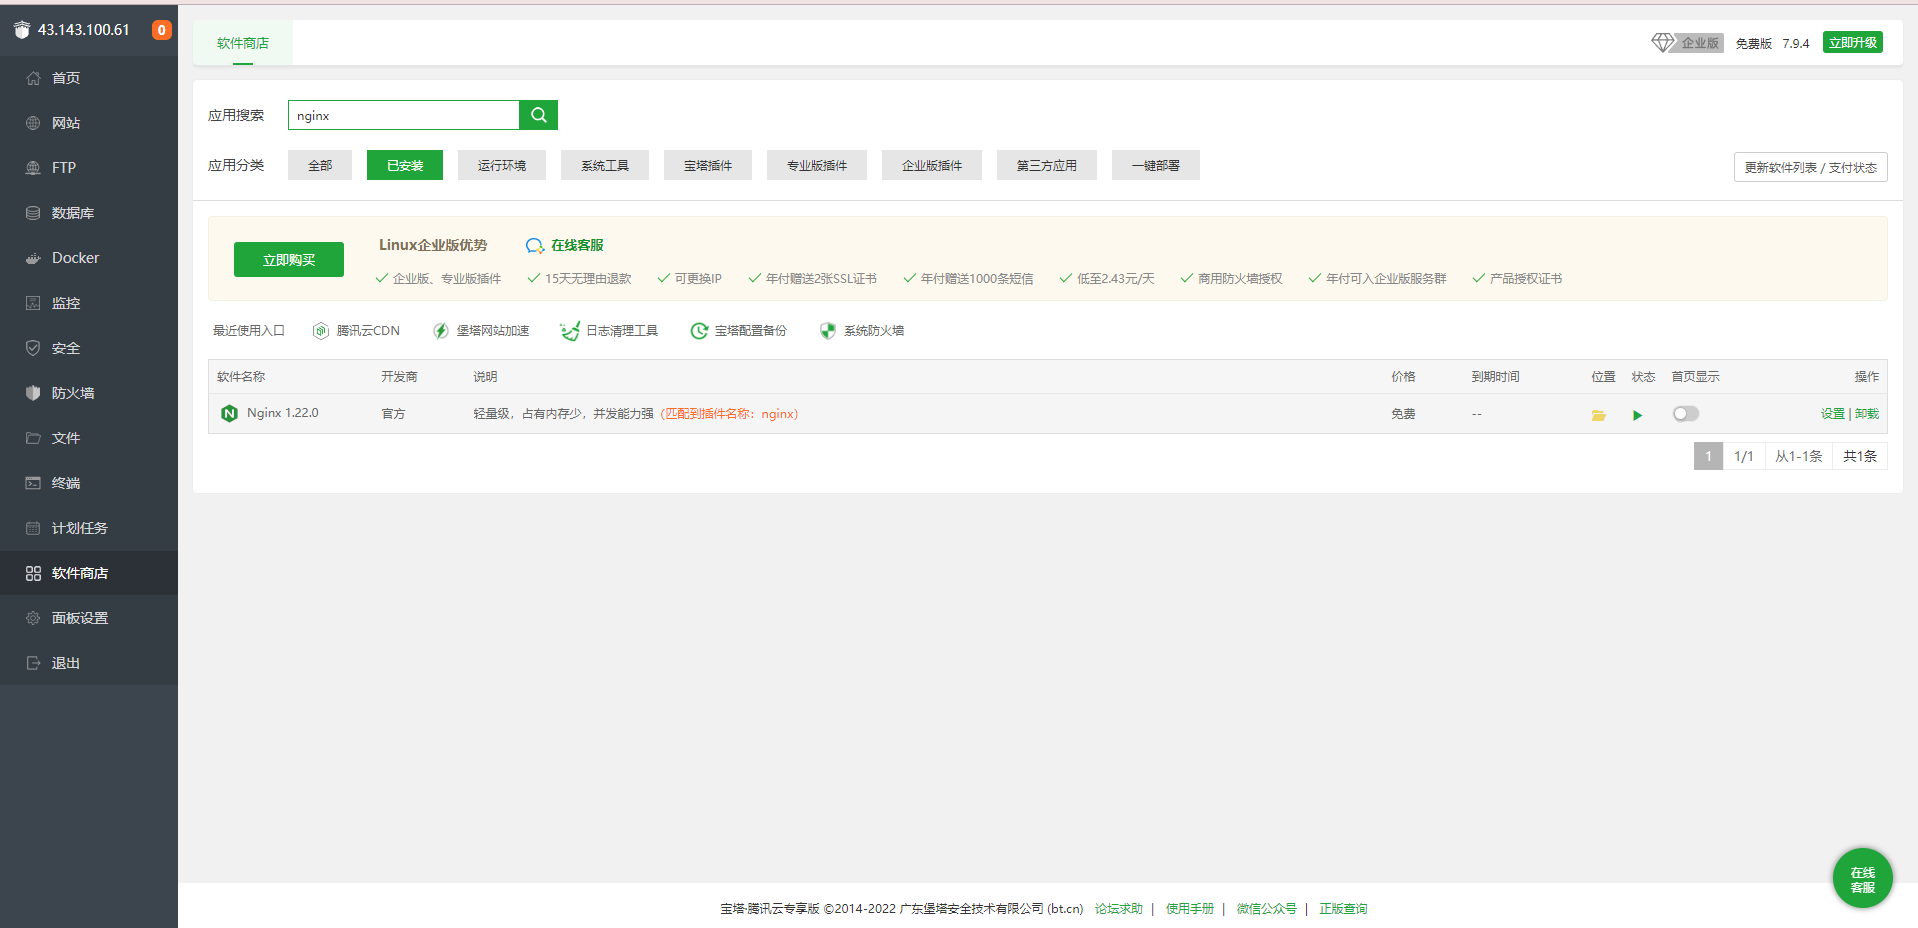 43.143.100.61 0
首页
网站
FTP
数据库
Docker
监控
安全
防火墙
文件
终端
计划任务
软件商店
面板设置
退出
软件商店
企业版 免费版 7.9.4 立即升级
应用搜索 nginx
应用分类 全部 已安装 运行环境 系统工具 宝塔插件 专业版插件 企业版插件 第三方应用 一键部署
更新软件列表 / 支付状态
立即购买
Linux企业版优势 在线客服
企业版、专业版插件 15天无理由退款 可更换IP 年付赠送2张SSL证书 年付赠送1000条短信 低至2.43元/天 商用防火墙授权 年付可入企业版服务群 产品授权证书
最近使用入口 腾讯云CDN 堡塔网站加速 日志清理工具 宝塔配置备份 系统防火墙
软件名称 开发商 说明 价格 到期时间 位置 状态 首页显示 操作
Nginx 1.22.0 官方 轻量级，占有内存少，并发能力强 (匹配到插件名称：nginx) 免费 -- 设置 | 卸载
1 1/1 从1-1条 共1条
在线
客服
宝塔·腾讯云专享版 ©2014-2022 广东堡塔安全技术有限公司 (bt.cn) 论坛求助 | 使用手册 | 微信公众号 | 正版查询